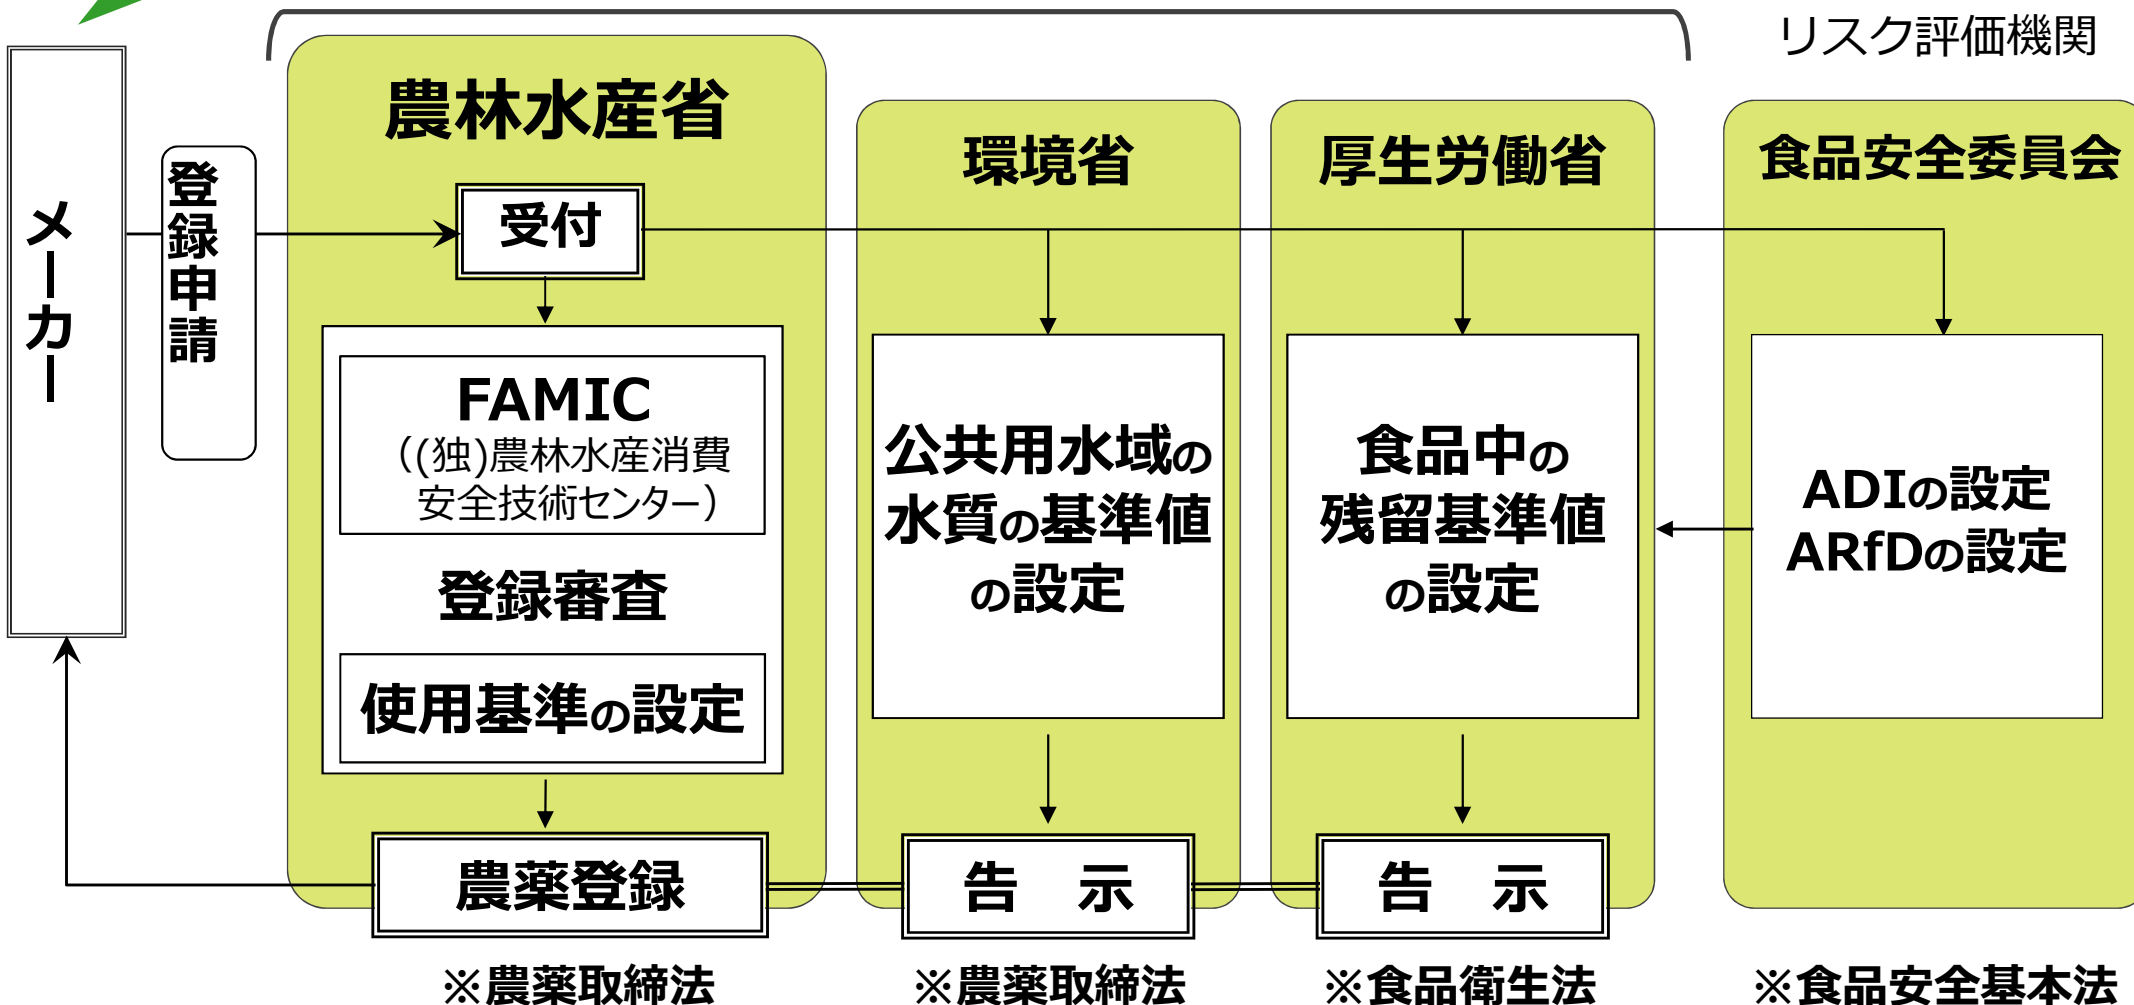 リスク評価機関
メーカー
登録申請
農林水産省
受付
FAMIC
（(独)農林水産消費
安全技術センター）
登録審査
使用基準の設定
農薬登録
※農薬取締法
環境省
公共用水域の
水質の基準値
の設定
告　示
※農薬取締法
厚生労働省
食品中の
残留基準値
の設定
告　示
※食品衛生法
食品安全委員会
ADIの設定
ARfDの設定
※食品安全基本法